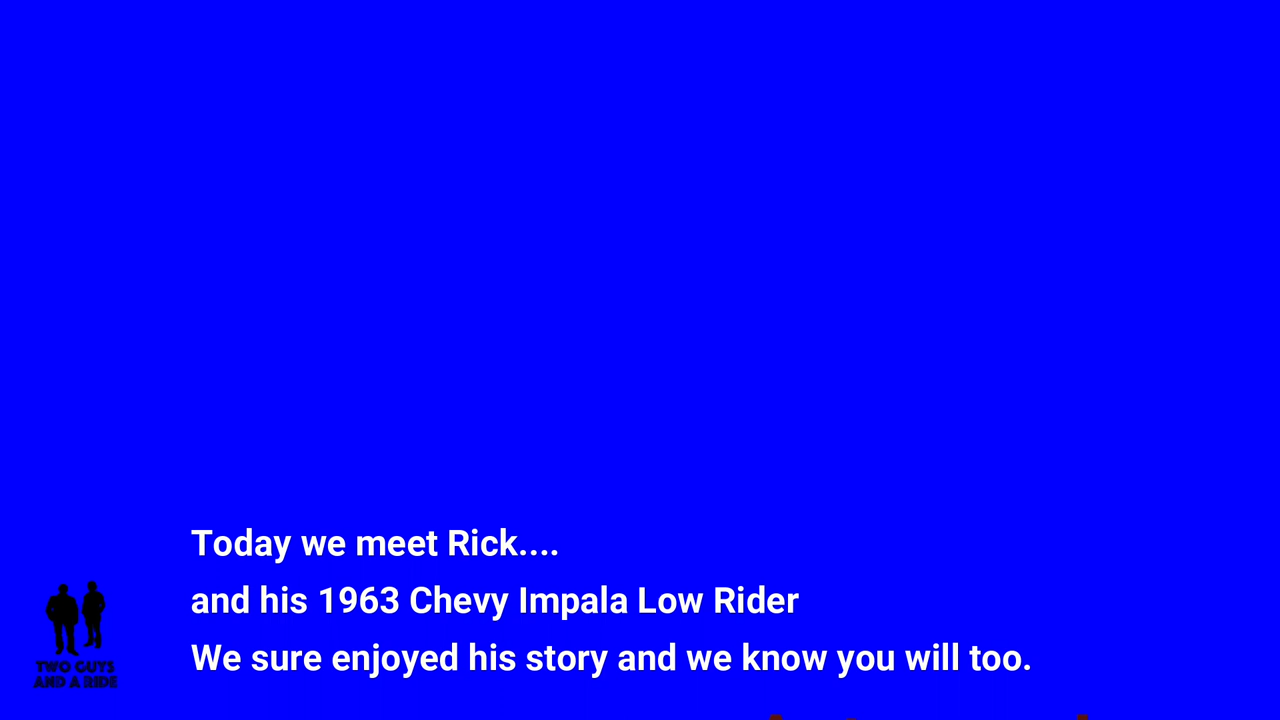 Today we meet Rick....
and his 1963 Chevy Impala Low Rider
We sure enjoyed his story and we know you will too.
TWO GUYS
AND A RIDE